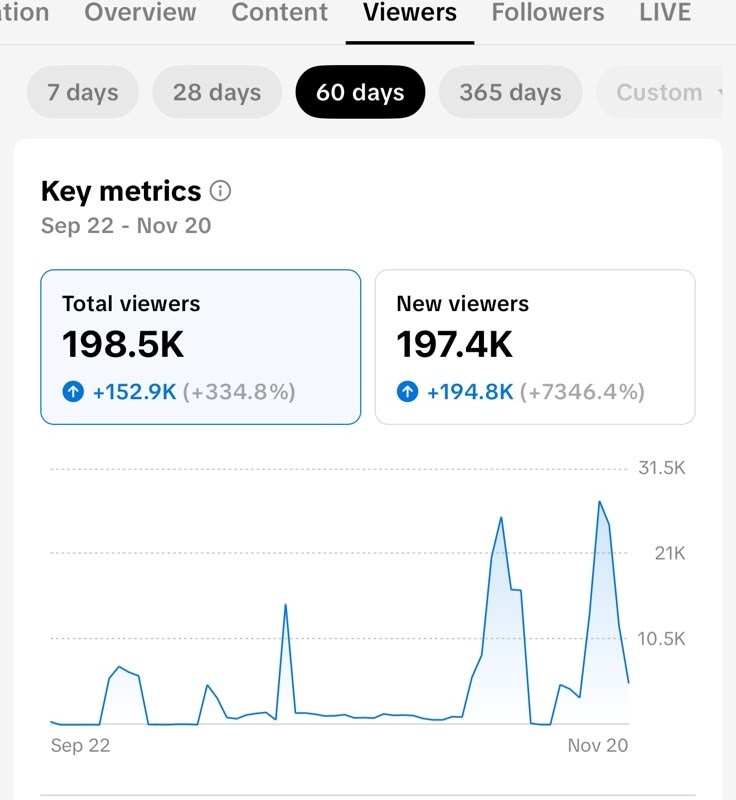 Overview Content Viewers Followers LIVE
7 days 28 days 60 days 365 days Custom
Key metrics
Sep 22 - Nov 20
Total viewers
198.5K
+152.9K (+334.8%)
New viewers
197.4K
+194.8K (+7346.4%)
31.5K
21K
10.5K
Sep 22 Nov 20